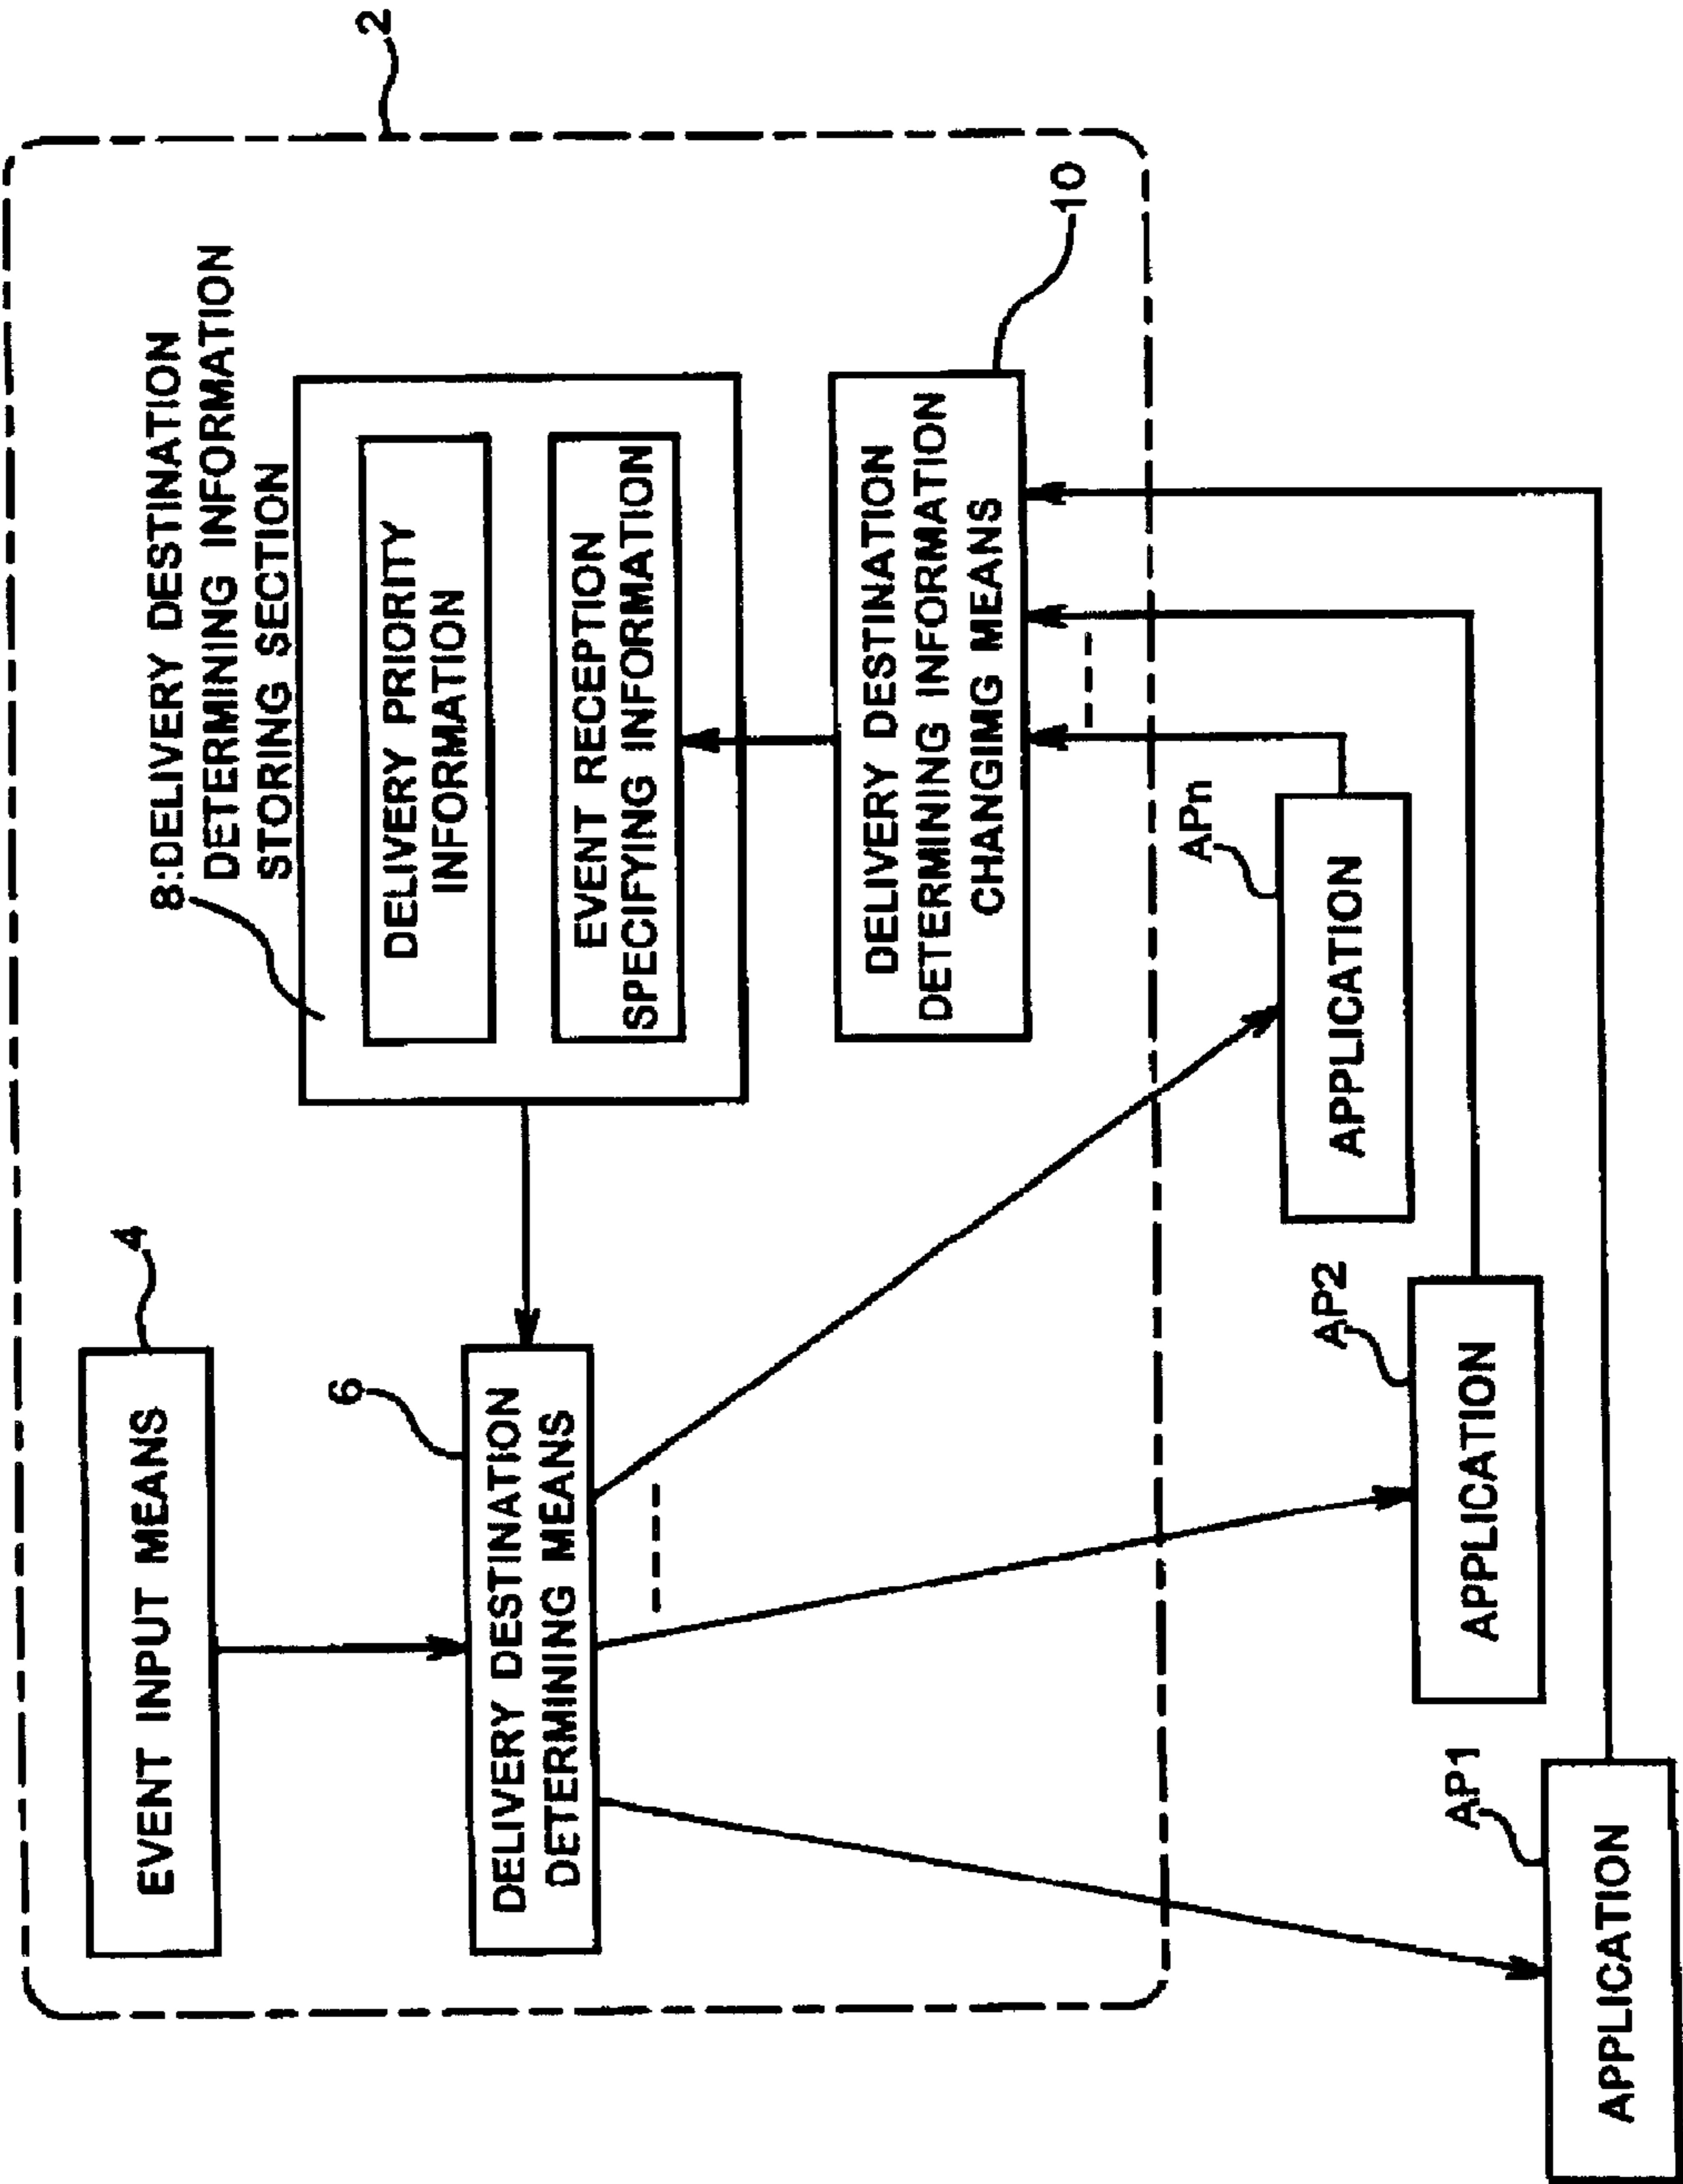 2
4
EVENT INPUT MEANS
8:DELIVERY DESTINATION
DETERMINING INFORMATION
STORING SECTION
6
DELIVERY DESTINATION
DETERMINING MEANS
DELIVERY PRIORITY
INFORMATION
EVENT RECEPTION
SPECIFYING INFORMATION
10
DELIVERY DESTINATION
DETERMINING INFORMATION
CHANGIMG MEANS
APn
APPLICATION
AP2
APPLICATION
AP1
APPLICATION